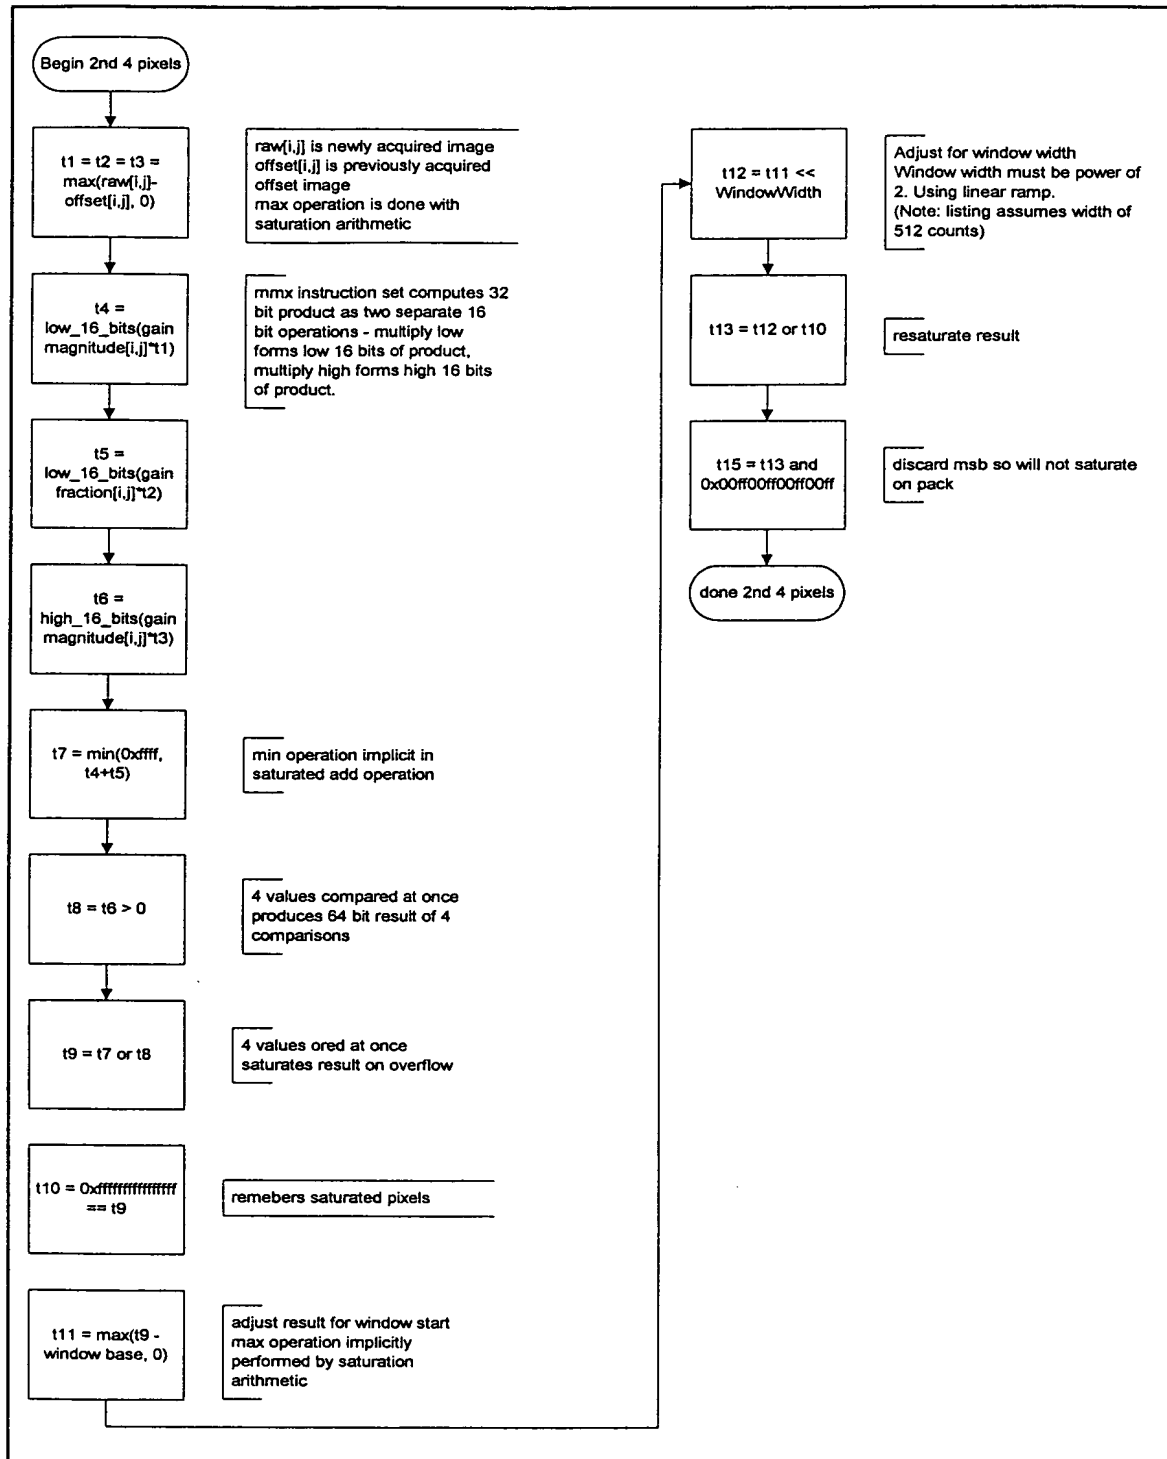 Begin 2nd 4 pixels
t1 = t2 = t3 =
max(raw[i,j]-
offset[i,j], 0)
raw[i,j] is newly acquired image
offset[i,j] is previously acquired
offset image
max operation is done with
saturation arithmetic
t4 =
low_16_bits(gain
magnitude[i,j]*t1)
mmx instruction set computes 32
bit product as two separate 16
bit operations - multiply low
forms low 16 bits of product,
multiply high forms high 16 bits
of product.
t5 =
low_16_bits(gain
fraction[i,j]*t2)
t6 =
high_16_bits(gain
magnitude[i,j]*t3)
t7 = min(0xffff,
t4+t5)
min operation implicit in
saturated add operation
t8 = t6 > 0
4 values compared at once
produces 64 bit result of 4
comparisons
t9 = t7 or t8
4 values ored at once
saturates result on overflow
t10 = 0xffffffffffffffff
== t9
remebers saturated pixels
t11 = max(t9 -
window base, 0)
adjust result for window start
max operation implicitly
performed by saturation
arithmetic
t12 = t11 <<
WindowWidth
Adjust for window width
Window width must be power of
2. Using linear ramp.
(Note: listing assumes width of
512 counts)
t13 = t12 or t10
resaturate result
t15 = t13 and
0x00ff00ff00ff00ff
discard msb so will not saturate
on pack
done 2nd 4 pixels